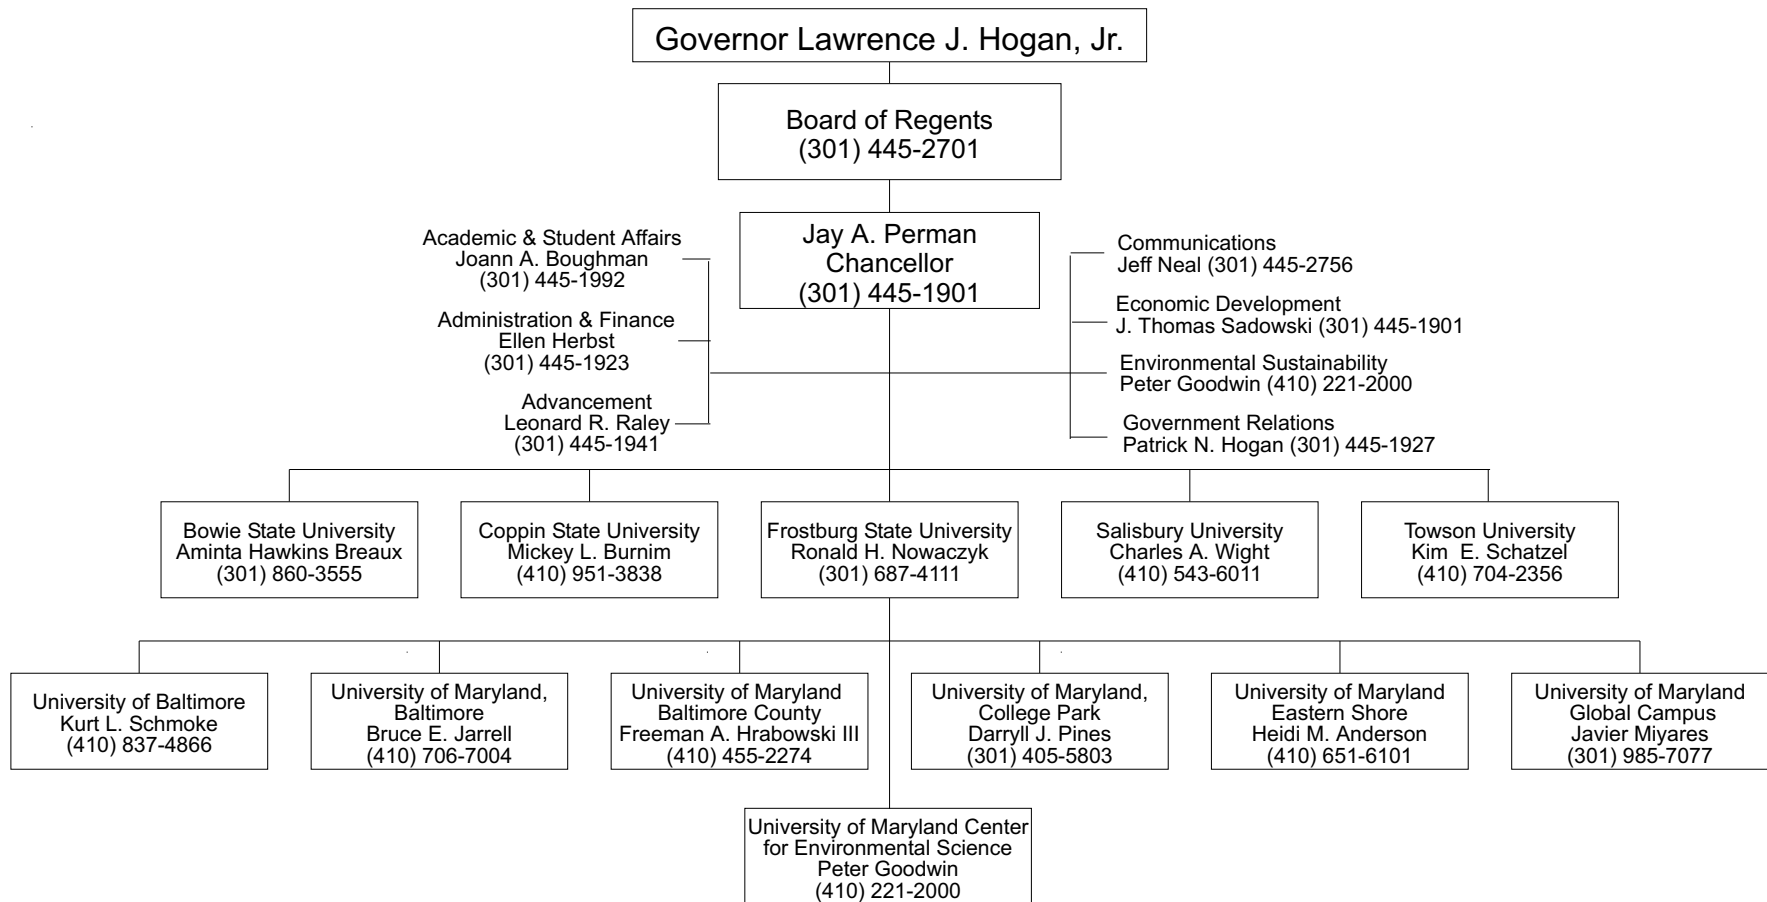 Governor Lawrence J. Hogan, Jr.
Board of Regents
(301) 445-2701
Jay A. Perman
Chancellor
(301) 445-1901
Academic & Student Affairs
Joann A. Boughman
(301) 445-1992
Administration & Finance
Ellen Herbst
(301) 445-1923
Advancement
Leonard R. Raley
(301) 445-1941
Communications
Jeff Neal (301) 445-2756
Economic Development
J. Thomas Sadowski (301) 445-1901
Environmental Sustainability
Peter Goodwin (410) 221-2000
Government Relations
Patrick N. Hogan (301) 445-1927
Bowie State University
Aminta Hawkins Breaux
(301) 860-3555
Coppin State University
Mickey L. Burnim
(410) 951-3838
Frostburg State University
Ronald H. Nowaczyk
(301) 687-4111
Salisbury University
Charles A. Wight
(410) 543-6011
Towson University
Kim E. Schatzel
(410) 704-2356
University of Baltimore
Kurt L. Schmoke
(410) 837-4866
University of Maryland,
Baltimore
Bruce E. Jarrell
(410) 706-7004
University of Maryland
Baltimore County
Freeman A. Hrabowski III
(410) 455-2274
University of Maryland,
College Park
Darryll J. Pines
(301) 405-5803
University of Maryland
Eastern Shore
Heidi M. Anderson
(410) 651-6101
University of Maryland
Global Campus
Javier Miyares
(301) 985-7077
University of Maryland Center
for Environmental Science
Peter Goodwin
(410) 221-2000